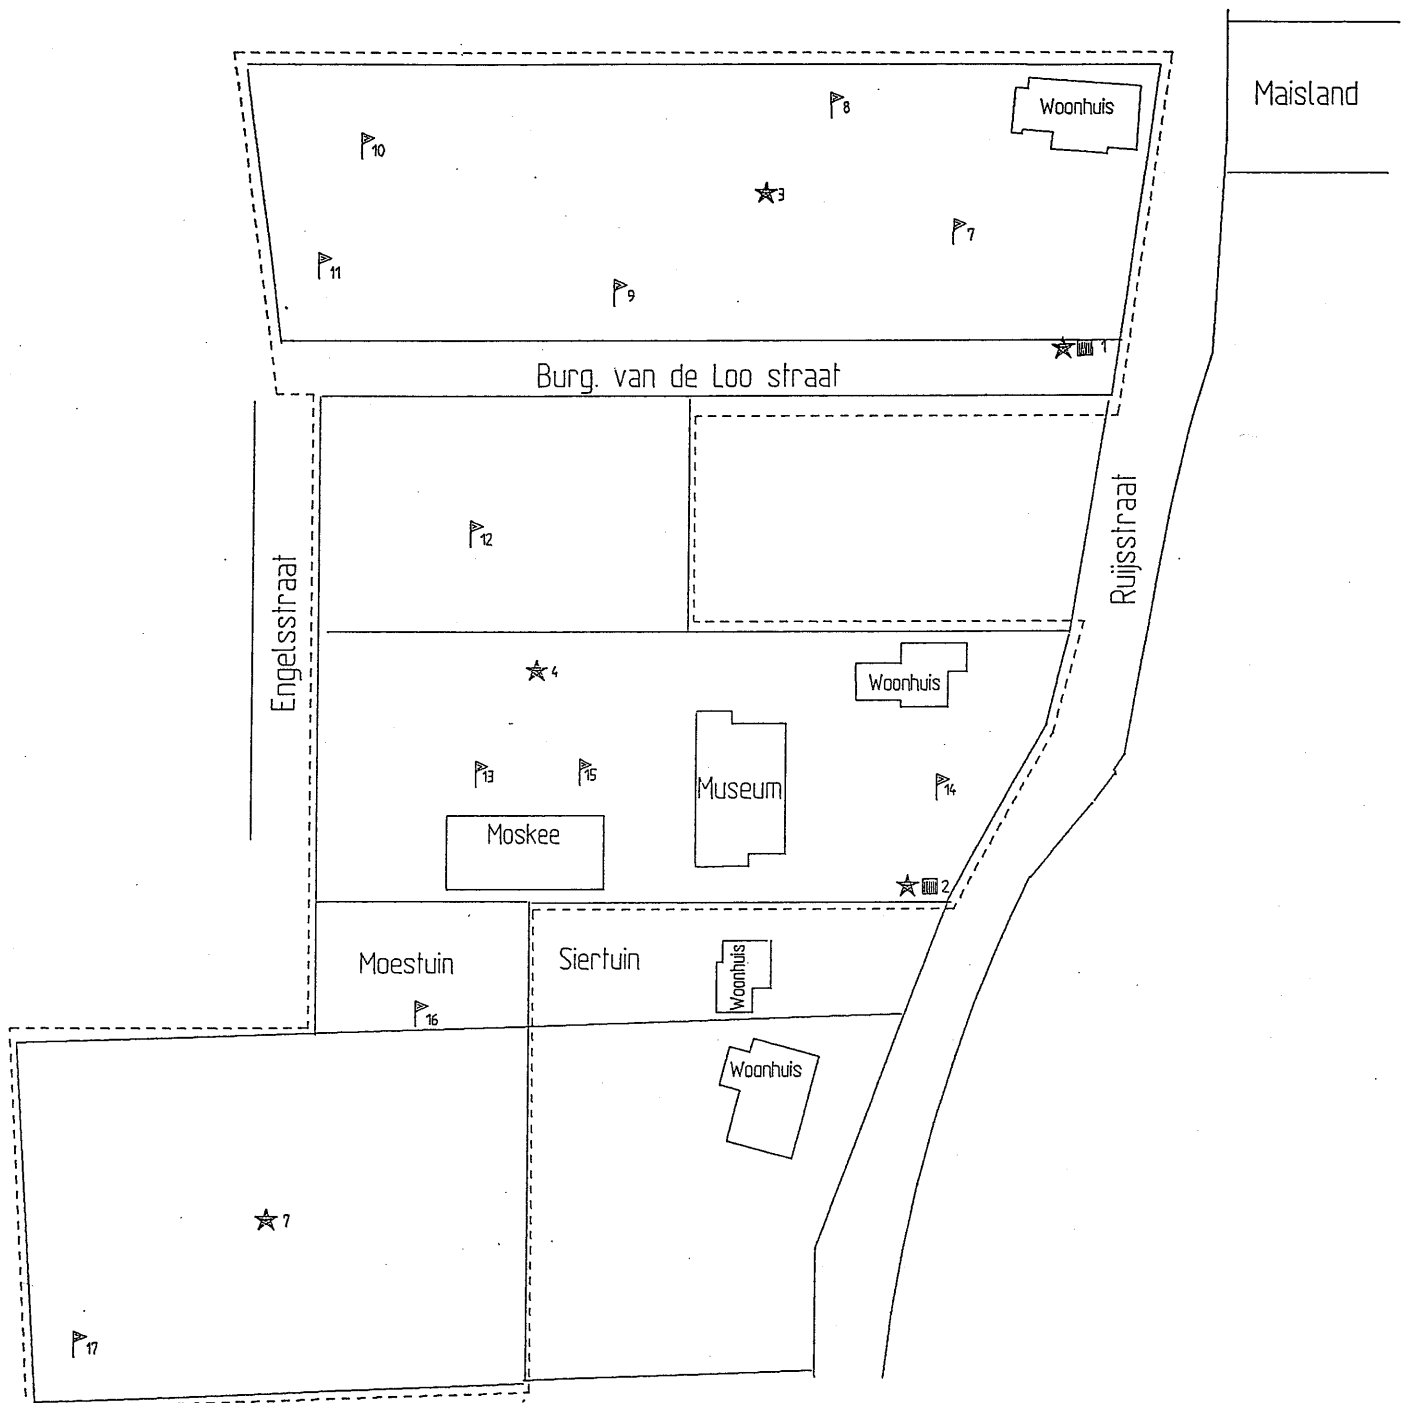 Maisland
Woonhuis
8
10
3
7
11
9
1
Burg. van de Loo straat
Ruijsstraat
12
Engelsstraat
4
Woonhuis
13
15
Museum
14
Moskee
2
Moestuin
Siertuin
Woonhuis
16
Woonhuis
7
17